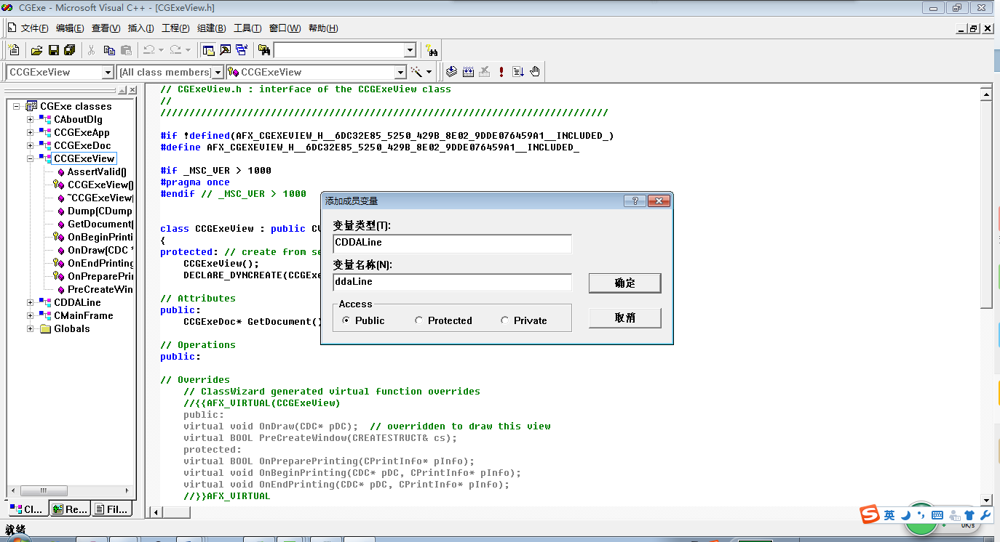 CGExe - Microsoft Visual C++ - [CGExeView.h]
文件(F) 编辑(E) 查看(V) 插入(I) 工程(P) 组建(B) 工具(T) 窗口(W) 帮助(H)
CCGExeView [All class members] CCGExeView
CGExe classes
CAboutDlg
CCGExeApp
CCGExeDoc
CCGExeView
AssertValid()
CCGExeView()
~CCGExeView(
Dump(CDump
GetDocument(
OnBeginPrinti
OnDraw(CDC *
OnEndPrinting
OnPreparePrin
PreCreateWin
CDDALine
CMainFrame
Globals
Cl... Re... Fil...
// CGExeView.h : interface of the CCGExeView class
//
/////////////////////////////////////////////////////////////////////////////
#if !defined(AFX_CGEXEVIEW_H__6DC32E85_5250_429B_8E02_9DDE076459A1__INCLUDED_)
#define AFX_CGEXEVIEW_H__6DC32E85_5250_429B_8E02_9DDE076459A1__INCLUDED_
#if _MSC_VER > 1000
#pragma once
#endif // _MSC_VER > 1000
class CCGExeView : public CV
{
protected: // create from se
CCGExeView();
DECLARE_DYNCREATE(CCGExe
// Attributes
public:
CCGExeDoc* GetDocument()
// Operations
public:
// Overrides
// ClassWizard generated virtual function overrides
//{{AFX_VIRTUAL(CCGExeView)
public:
virtual void OnDraw(CDC* pDC);  // overridden to draw this view
virtual BOOL PreCreateWindow(CREATESTRUCT& cs);
protected:
virtual BOOL OnPreparePrinting(CPrintInfo* pInfo);
virtual void OnBeginPrinting(CDC* pDC, CPrintInfo* pInfo);
virtual void OnEndPrinting(CDC* pDC, CPrintInfo* pInfo);
//}}AFX_VIRTUAL
添加成员变量
变量类型(T):
CDDALine
变量名称(N):
ddaLine
确定
Access
Public Protected Private
取消
就绪
英
0K/s